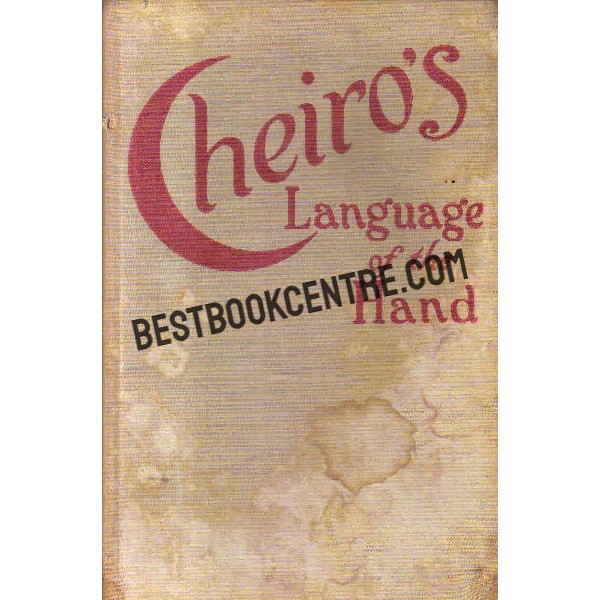 Cheiro's
Language
of the
Hand
BESTBOOKCENTRE.COM